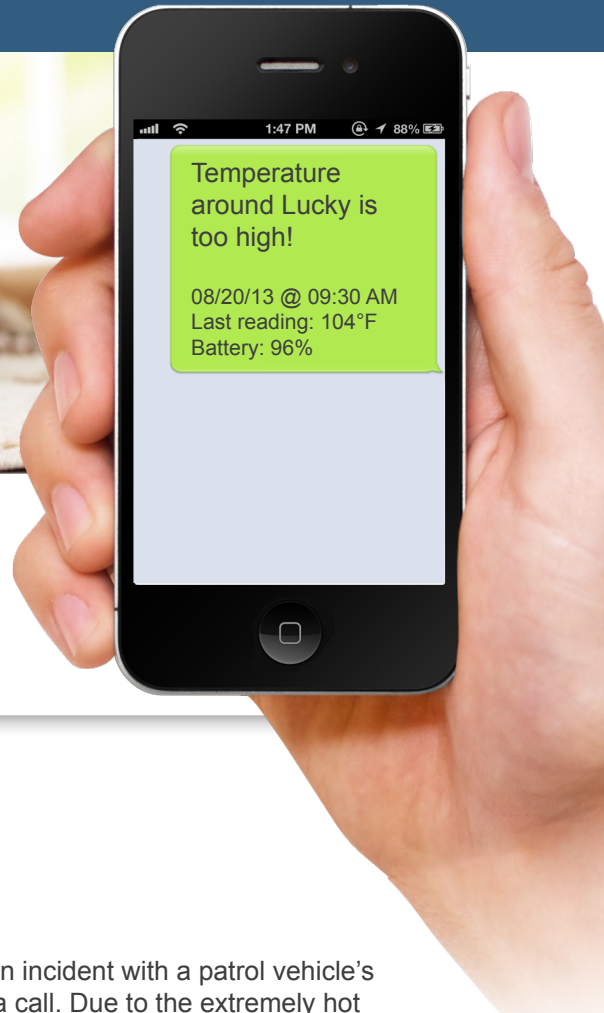 1:47 PM 88%
Temperature
around Lucky is
too high!
08/20/13 @ 09:30 AM
Last reading: 104°F
Battery: 96%
n incident with a patrol vehicle's
a call. Due to the extremely hot